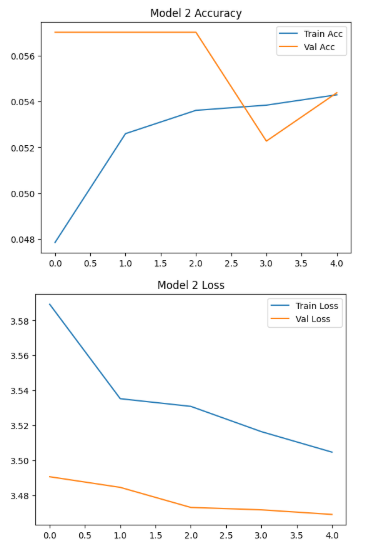 Model 2 Accuracy
Train Acc
Val Acc
0.056
0.054
0.052
0.050
0.048
0.0 0.5 1.0 1.5 2.0 2.5 3.0 3.5 4.0
Model 2 Loss
Train Loss
Val Loss
3.58
3.56
3.54
3.52
3.50
3.48
0.0 0.5 1.0 1.5 2.0 2.5 3.0 3.5 4.0